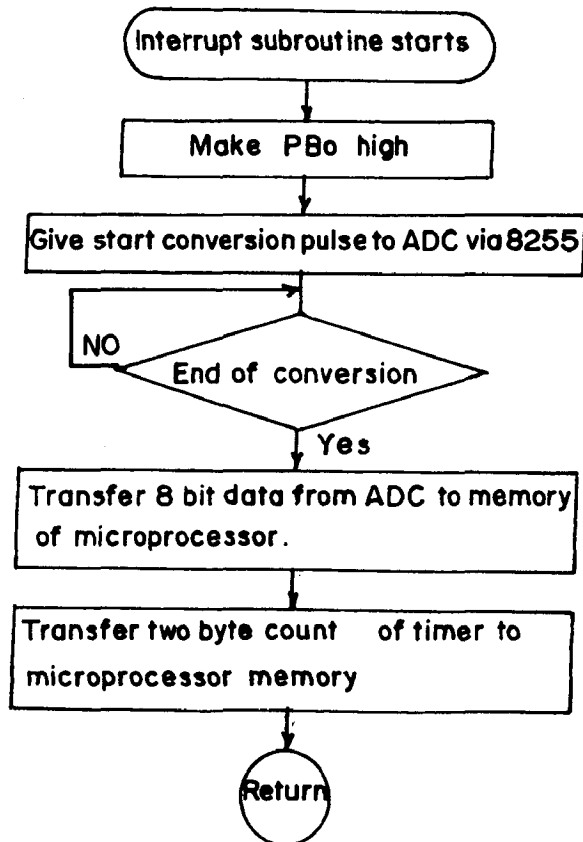 Interrupt subroutine starts
Make PBo high
Give start conversion pulse to ADC via 8255
NO
End of conversion
Yes
Transfer 8 bit data from ADC to memory
of microprocessor.
Transfer two byte count of timer to
microprocessor memory
Return